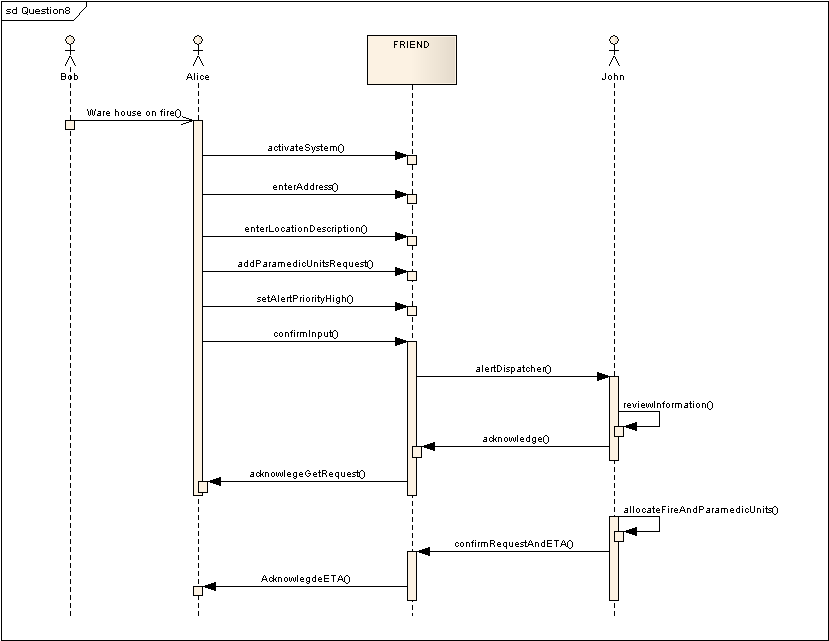 sd Question8
FRIEND
Bob
Alice
John
Ware house on fire()
activateSystem()
enterAddress()
enterLocationDescription()
addParamedicUnitsRequest()
setAlertPriorityHigh()
confirmInput()
alertDispatcher()
reviewInformation()
acknowledge()
acknowlegeGetRequest()
allocateFireAndParamedicUnits()
confirmRequestAndETA()
AcknowlegdeETA()